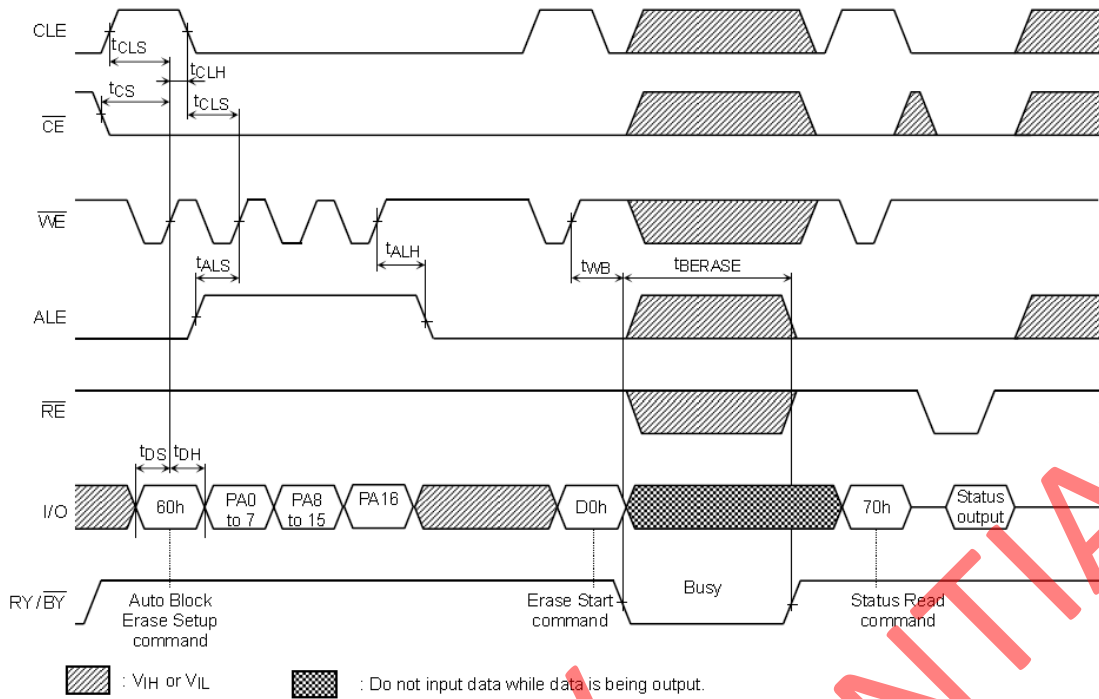 CLE
tCLS
tCLH
tCS
tCLS
CE
WE
tALS
tALH
tWB
tBERASE
ALE
RE
tDS
tDH
I/O
60h
PA0
to 7
PA8
to 15
PA16
D0h
70h
Status
output
RY / BY
Auto Block
Erase Setup
command
Erase Start
command
Busy
Status Read
command
: VIH or VIL
: Do not input data while data is being output.
NTIA